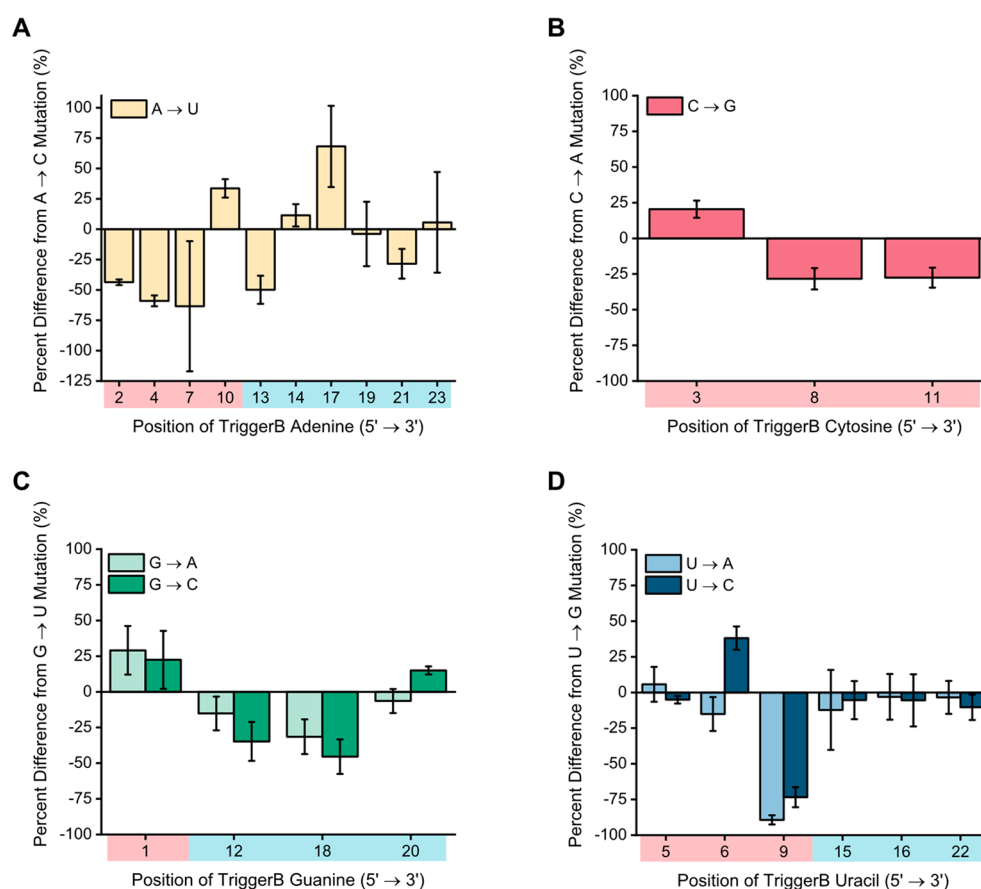 A
Percent Difference from A → C Mutation (%)
A → U
100
75
50
25
0
-25
-50
-75
-100
-125
2 4 7 10 13 14 17 19 21 23
Position of TriggerB Adenine (5' → 3')
B
Percent Difference from C → A Mutation (%)
C → G
100
75
50
25
0
-25
-50
-75
-100
3 8 11
Position of TriggerB Cytosine (5' → 3')
C
Percent Difference from G → U Mutation (%)
G → A
G → C
100
75
50
25
0
-25
-50
-75
-100
1 12 18 20
Position of TriggerB Guanine (5' → 3')
D
Percent Difference from U → G Mutation (%)
U → A
U → C
100
75
50
25
0
-25
-50
-75
-100
5 6 9 15 16 22
Position of TriggerB Uracil (5' → 3')